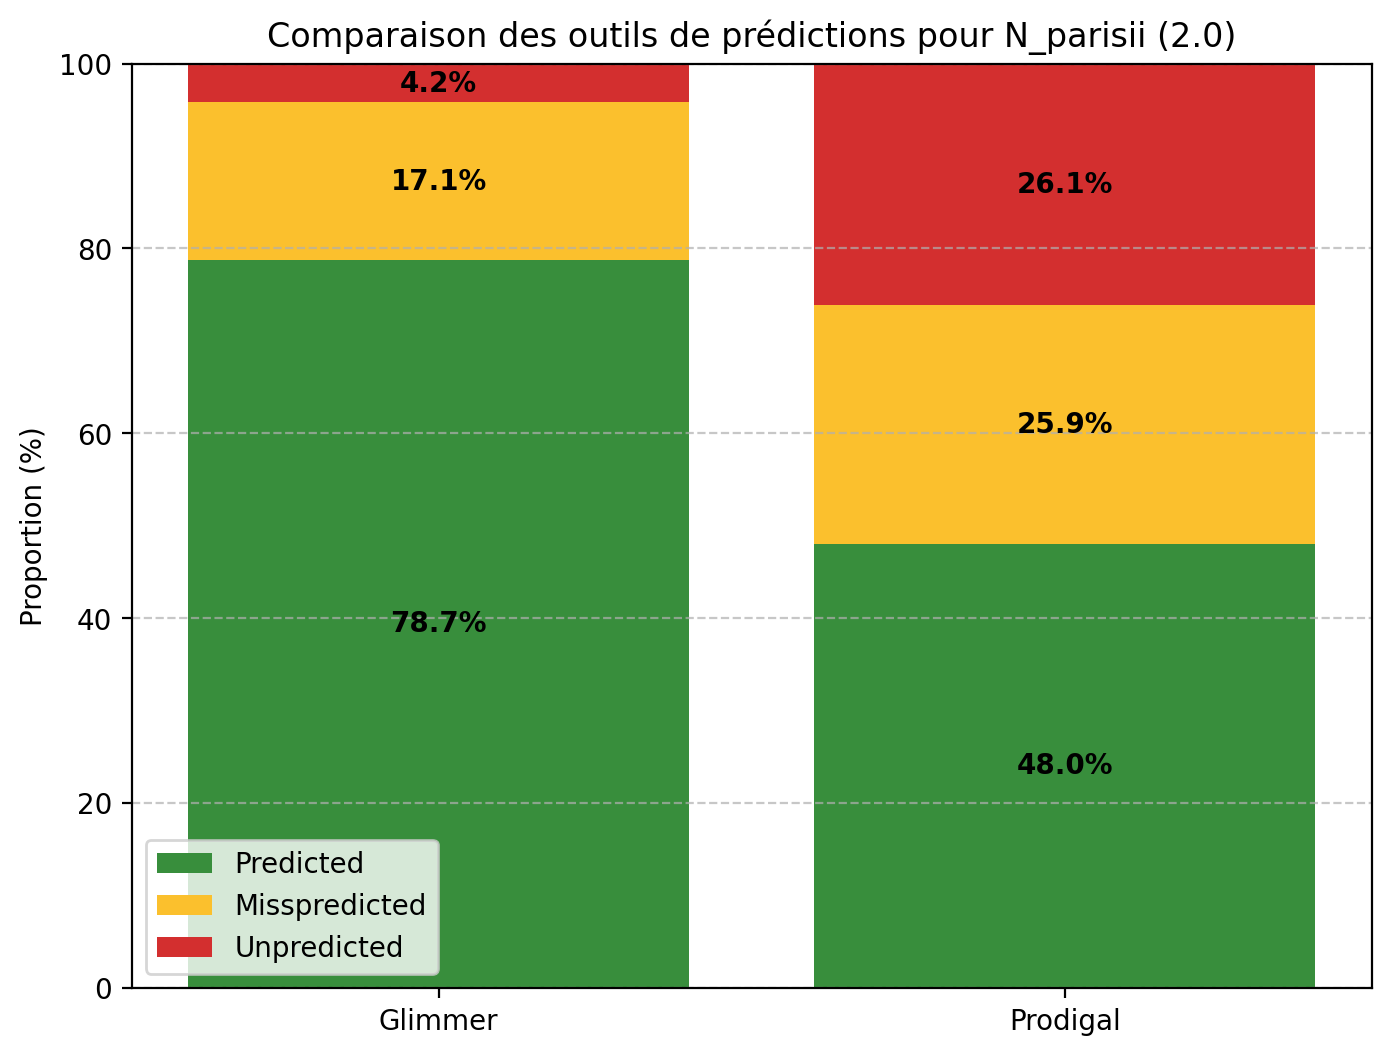 Comparaison des outils de prédictions pour N_parisii (2.0)
Proportion (%)
100
80
60
40
20
0
4.2%
17.1%
78.7%
26.1%
25.9%
48.0%
Predicted
Misspredicted
Unpredicted
Glimmer
Prodigal